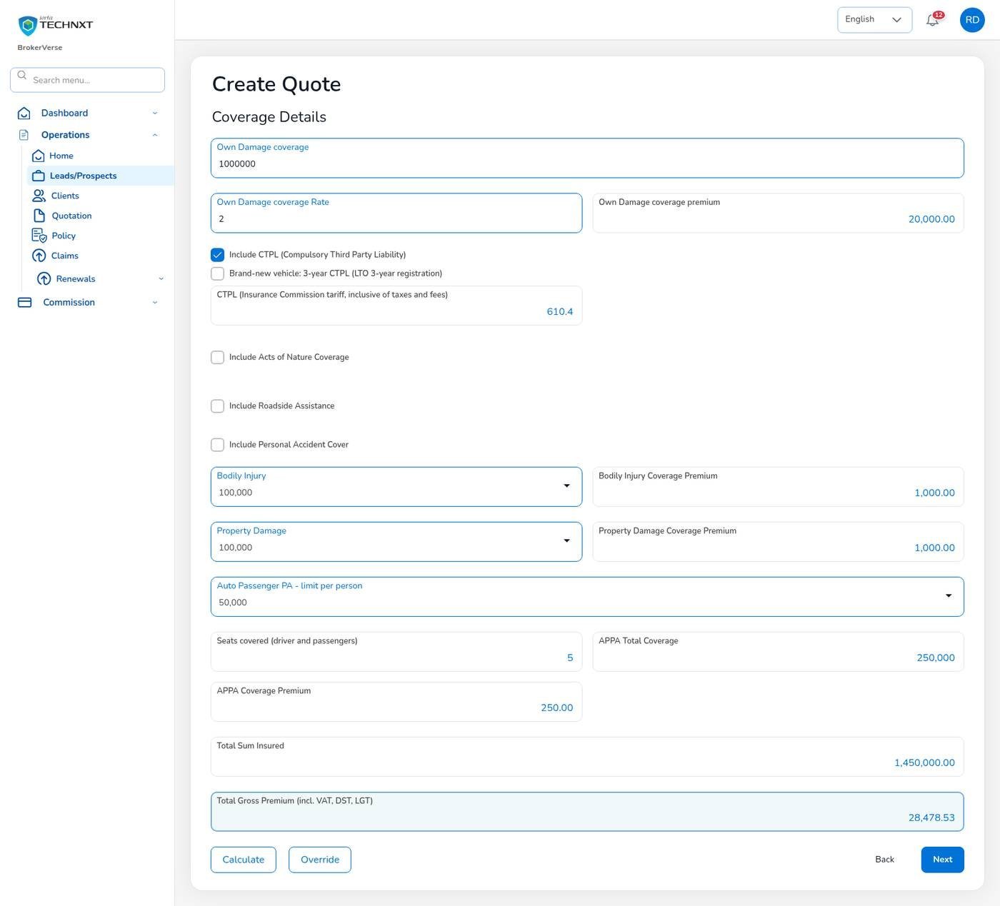 iorta
TECHNXT
BrokerVerse
Search menu...
Dashboard
Operations
Home
Leads/Prospects
Clients
Quotation
Policy
Claims
Renewals
Commission
English
12
RD
Create Quote
Coverage Details
Own Damage coverage
1000000
Own Damage coverage Rate
2
Own Damage coverage premium
20,000.00
Include CTPL (Compulsory Third Party Liability)
Brand-new vehicle: 3-year CTPL (LTO 3-year registration)
CTPL (Insurance Commission tariff, inclusive of taxes and fees)
610.4
Include Acts of Nature Coverage
Include Roadside Assistance
Include Personal Accident Cover
Bodily Injury
100,000
Bodily Injury Coverage Premium
1,000.00
Property Damage
100,000
Property Damage Coverage Premium
1,000.00
Auto Passenger PA - limit per person
50,000
Seats covered (driver and passengers)
5
APPA Total Coverage
250,000
APPA Coverage Premium
250.00
Total Sum Insured
1,450,000.00
Total Gross Premium (incl. VAT, DST, LGT)
28,478.53
Calculate
Override
Back
Next